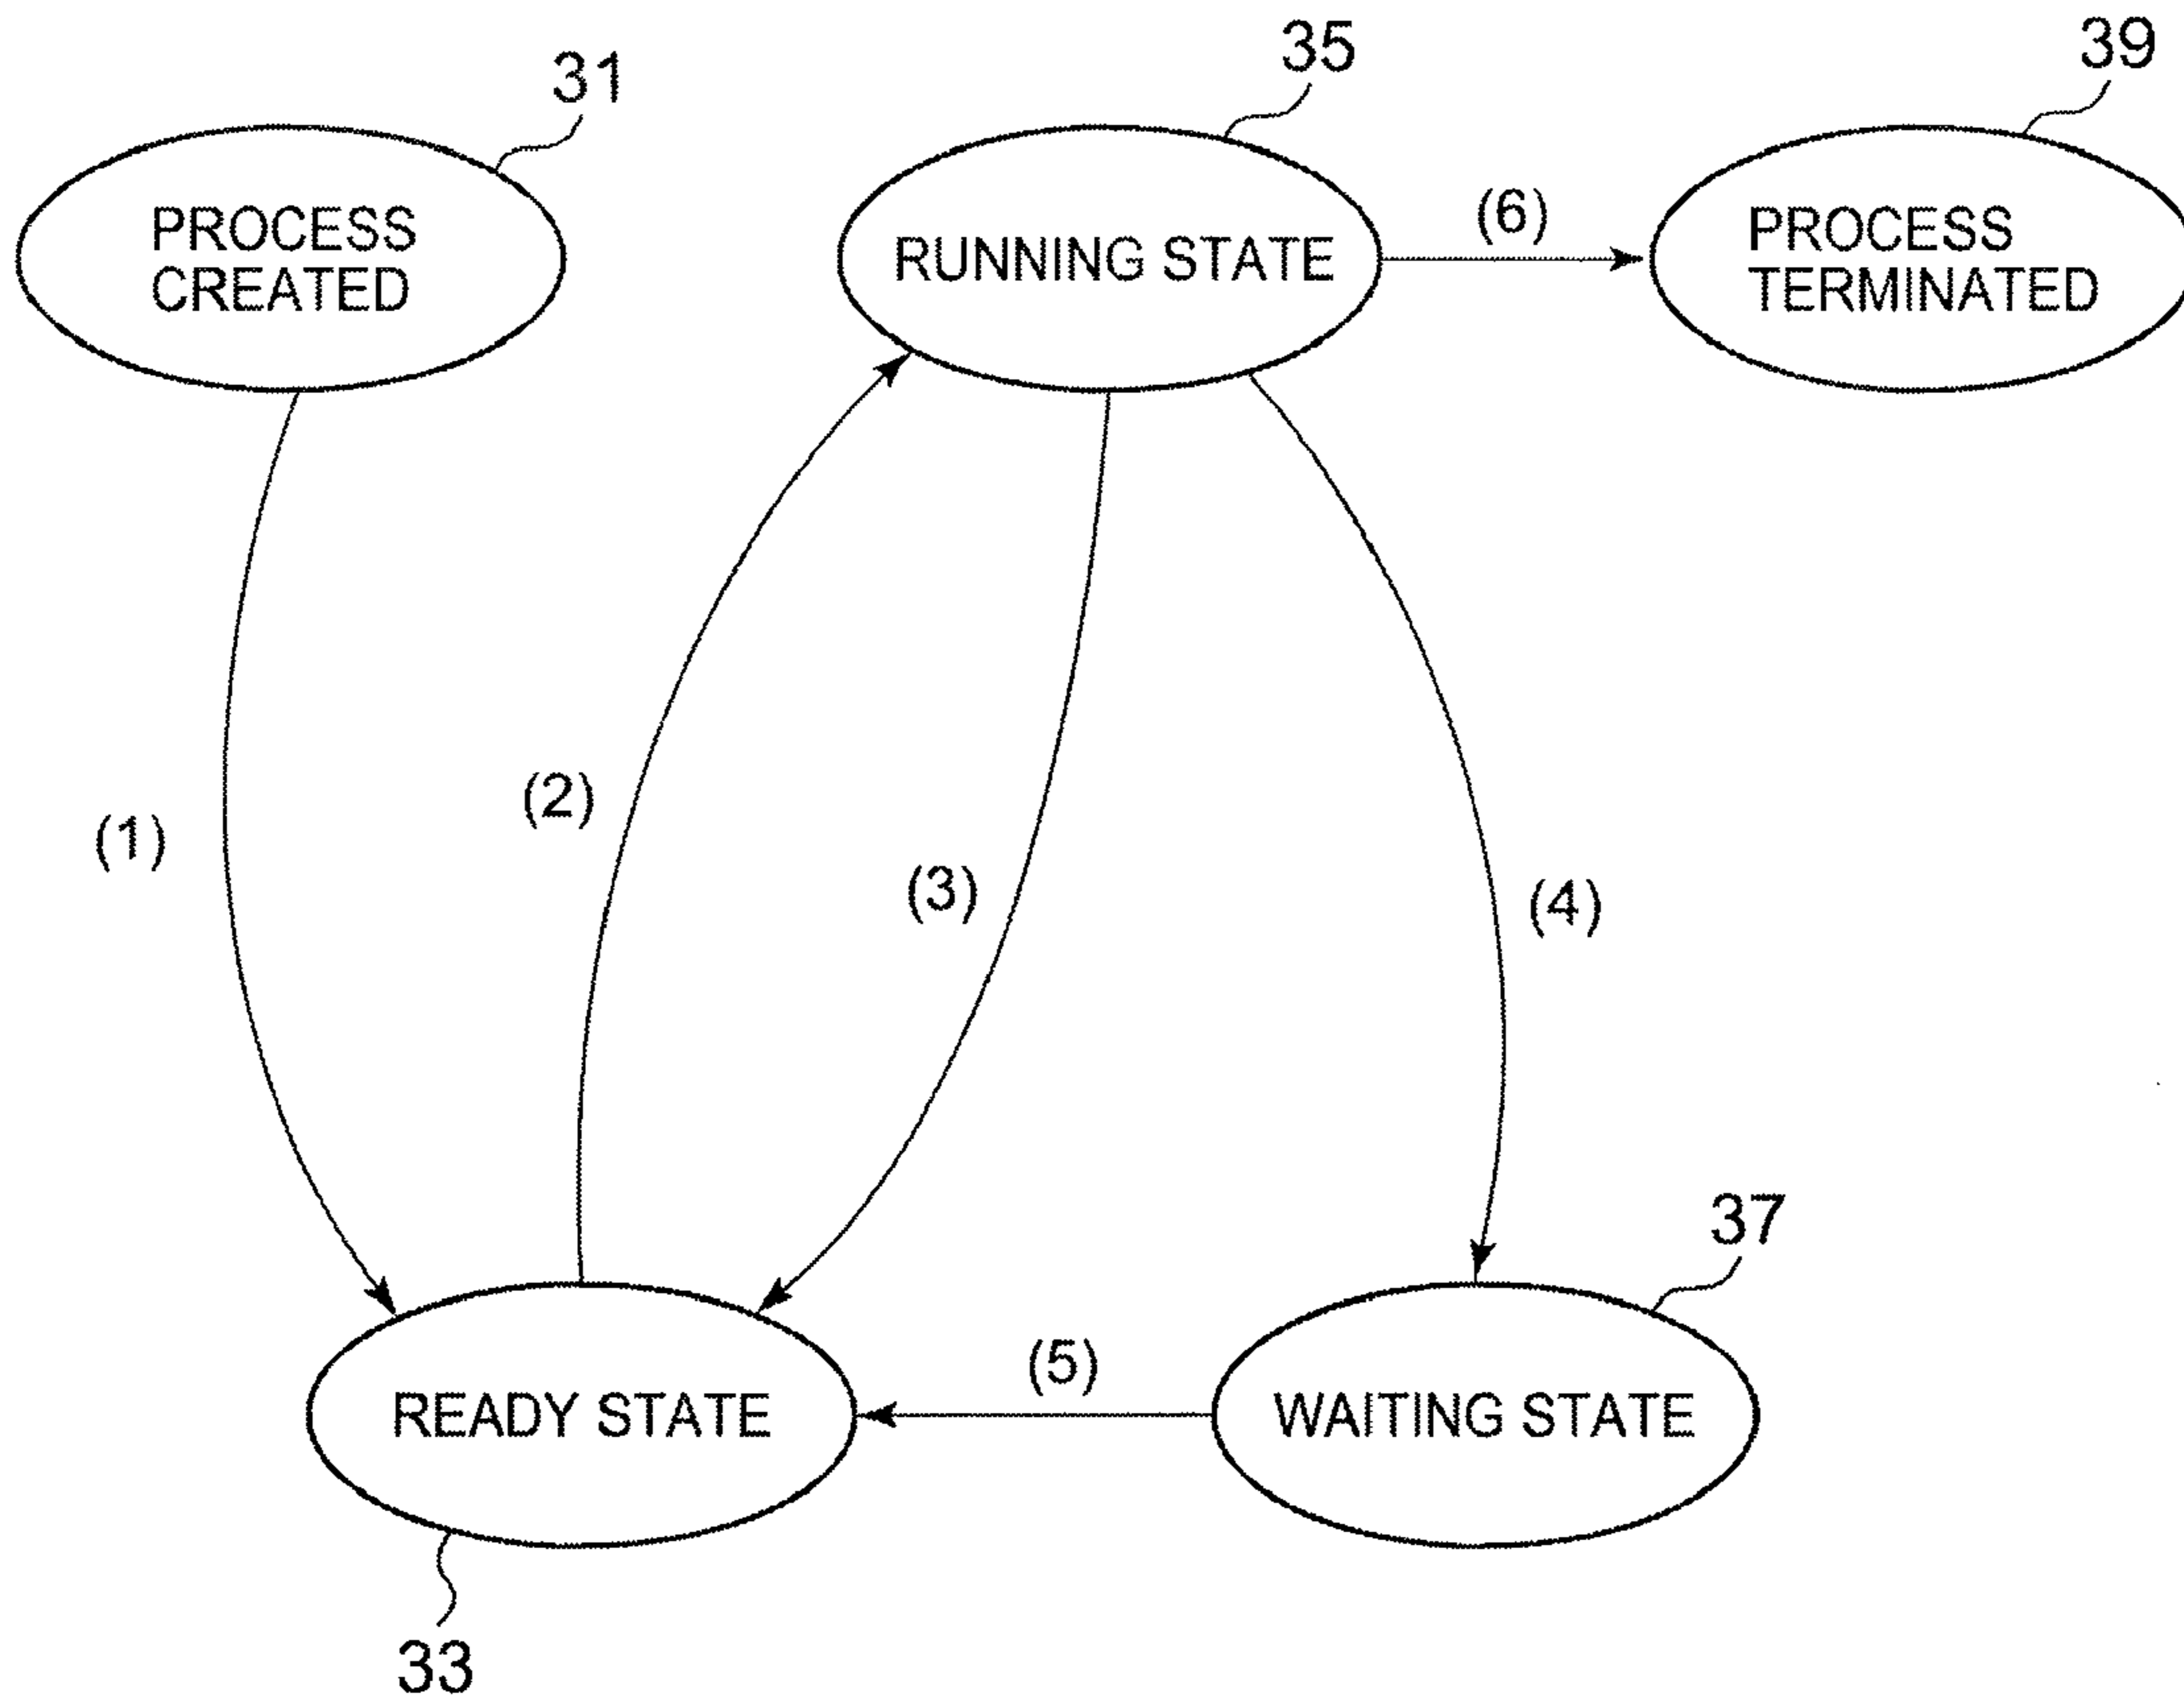 31
35
39
PROCESS
CREATED
RUNNING STATE
(6)
PROCESS
TERMINATED
(1)
(2)
(3)
(4)
37
READY STATE
(5)
WAITING STATE
33